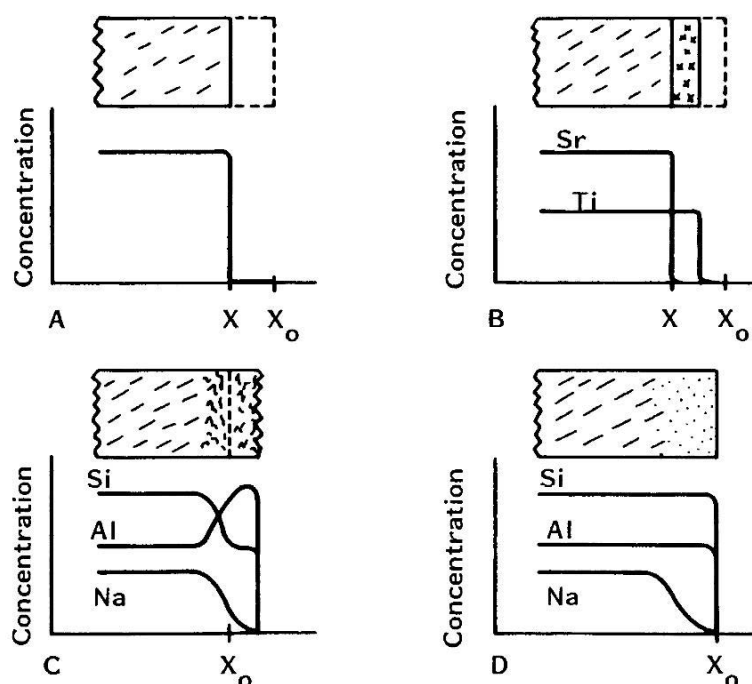 Concentration
A X Xo
Concentration
Sr
Ti
B X Xo
Concentration
Si
Al
Na
C Xo
Concentration
Si
Al
Na
D Xo